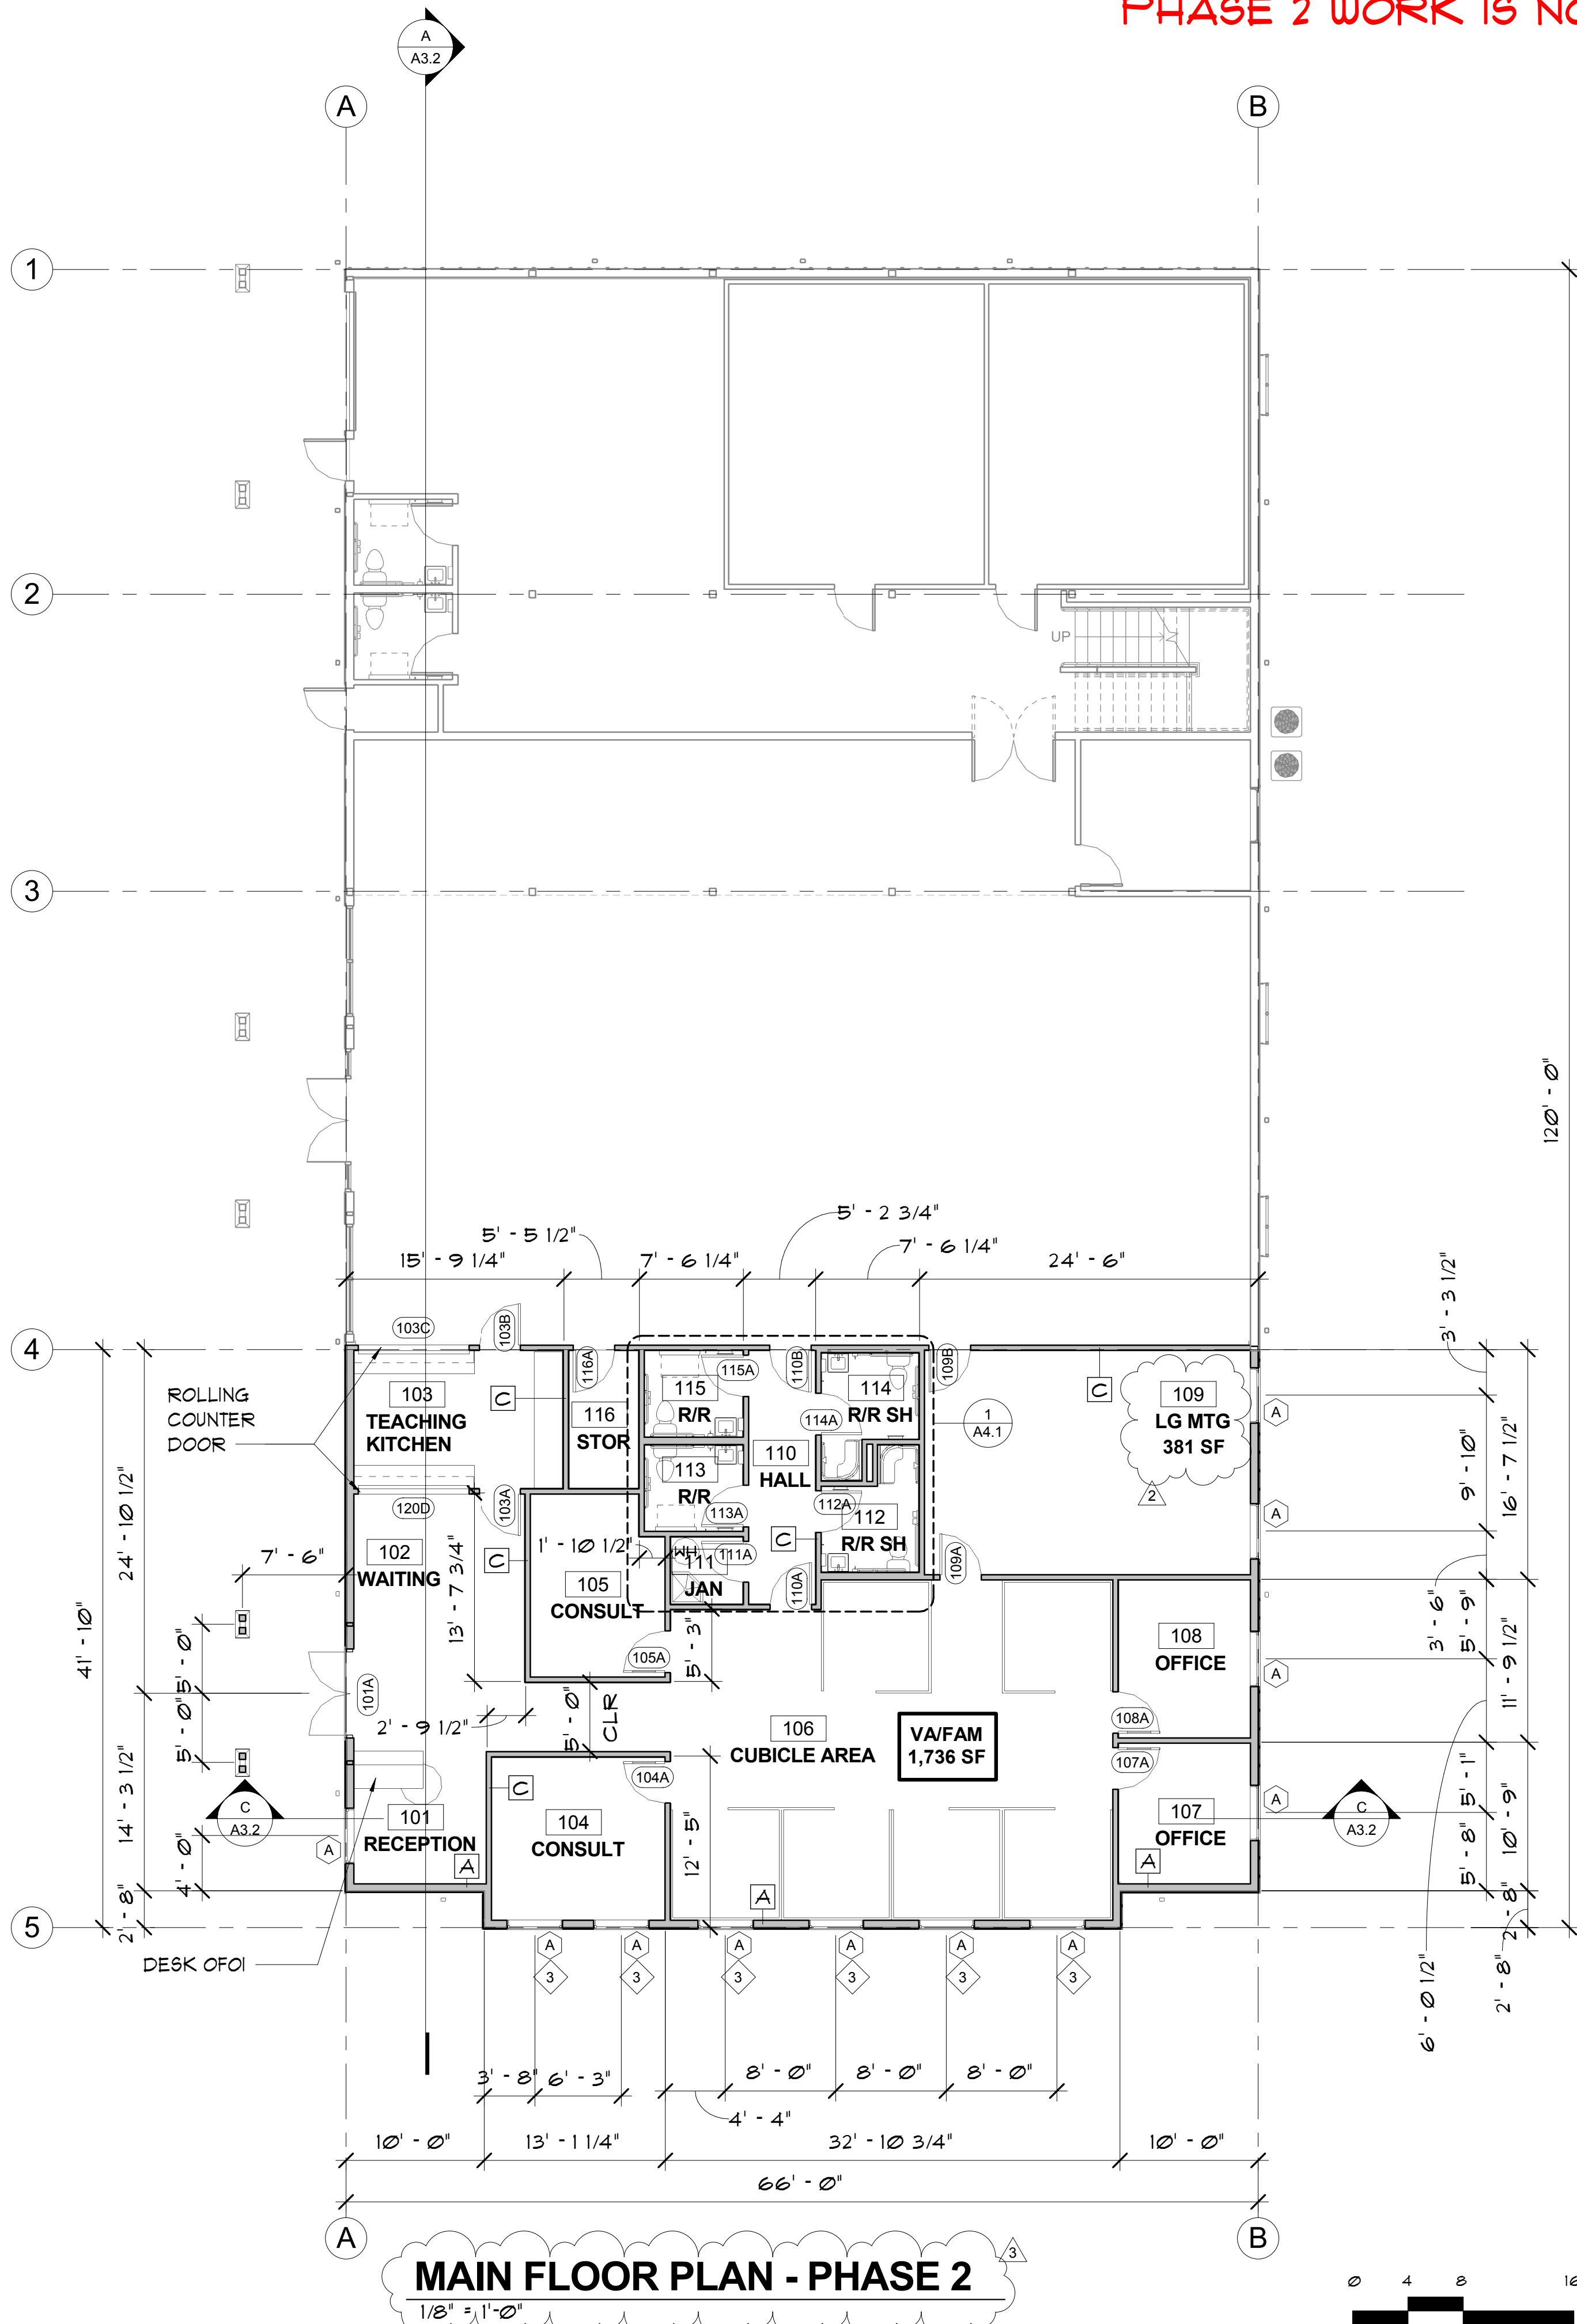 PHASE 2 WORK IS NO
A
A3.2
A
B
1
2
UP
3
120' - 0"
5' - 5 1/2"
5' - 2 3/4"
15' - 9 1/4"
7' - 6 1/4"
7' - 6 1/4"
24' - 6"
3' - 3 1/2"
4
103C
103B
116A
115A
110B
109B
ROLLING
COUNTER
DOOR
103
TEACHING
KITCHEN
C
116
STOR
115
R/R
114
R/R SH
114A
1
A4.1
C
109
LG MTG
381 SF
2
A
110
HALL
113
R/R
113A
112A
112
R/R SH
A
9' - 10"
16' - 7 1/2"
120D
103A
24' - 10 1/2"
7' - 6"
102
WAITING
C
13' - 7 3/4"
1' - 10 1/2"
105
CONSULT
WH
111
JAN
111A
C
110A
109A
41' - 10"
5' - 0"
5' - 0"
101A
105A
5' - 3"
108
OFFICE
A
3' - 6"
5' - 9"
11' - 9 1/2"
2' - 9 1/2"
5' - 0"
CLR
106
CUBICLE AREA
VA/FAM
1,736 SF
108A
107A
C
A3.2
101
RECEPTION
C
104A
104
CONSULT
12' - 5"
107
OFFICE
A
C
A3.2
5' - 1"
10' - 9"
14' - 3 1/2"
4' - 0"
A
A
A
A
5' - 8"
2' - 8"
2' - 8"
5
DESK OFOI
A
A
A
A
A
A
3
3
3
3
3
3
6' - 0 1/2"
2' - 8"
3' - 8"
6' - 3"
8' - 0"
8' - 0"
8' - 0"
4' - 4"
10' - 0"
13' - 1 1/4"
32' - 10 3/4"
10' - 0"
66' - 0"
A
B
MAIN FLOOR PLAN - PHASE 2
3
1/8" = 1'-0"
0 4 8 16